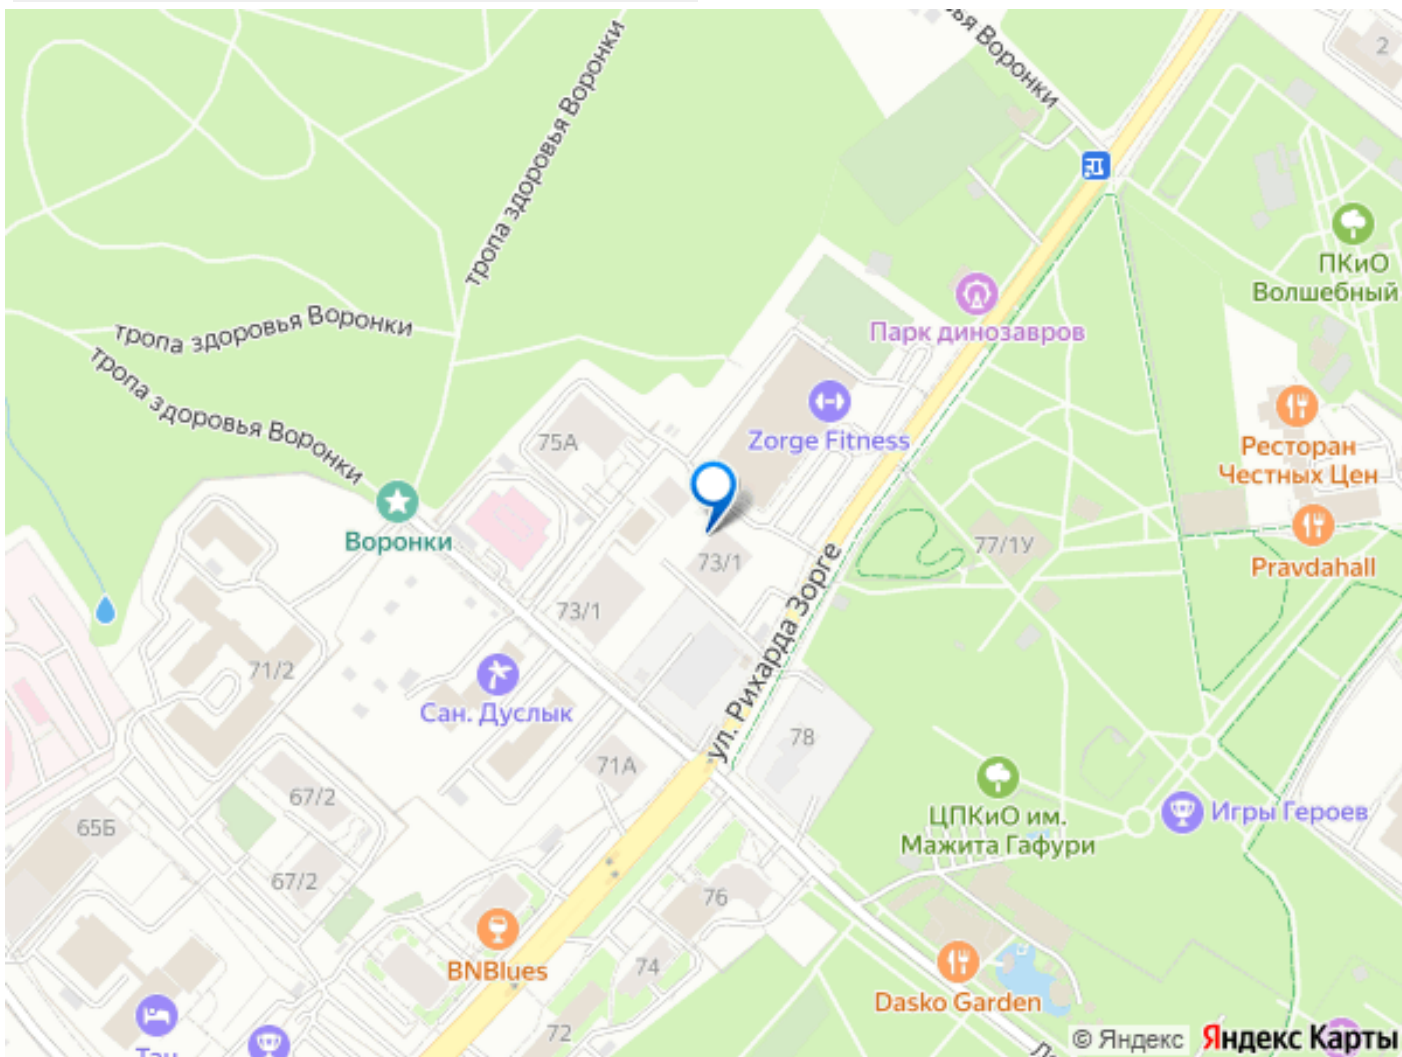 тропа здоровья Воронки
ья Воронки
2
ПКиО
Волшебный
Парк динозавров
тропа здоровья Воронки
тропа здоровья Воронки
75А
Zorge Fitness
Ресторан
Честных Цен
Воронки
73/1
77/1У
Pravdahall
73/1
ул. Рихарда Зорге
71/2
Сан. Дуслык
78
71А
67/2
65Б
ЦПКиО им.
Мажита Гафури
Игры Героев
67/2
76
BNBlues
74
Dasko Garden
72
© Яндекс
Яндекс Карты